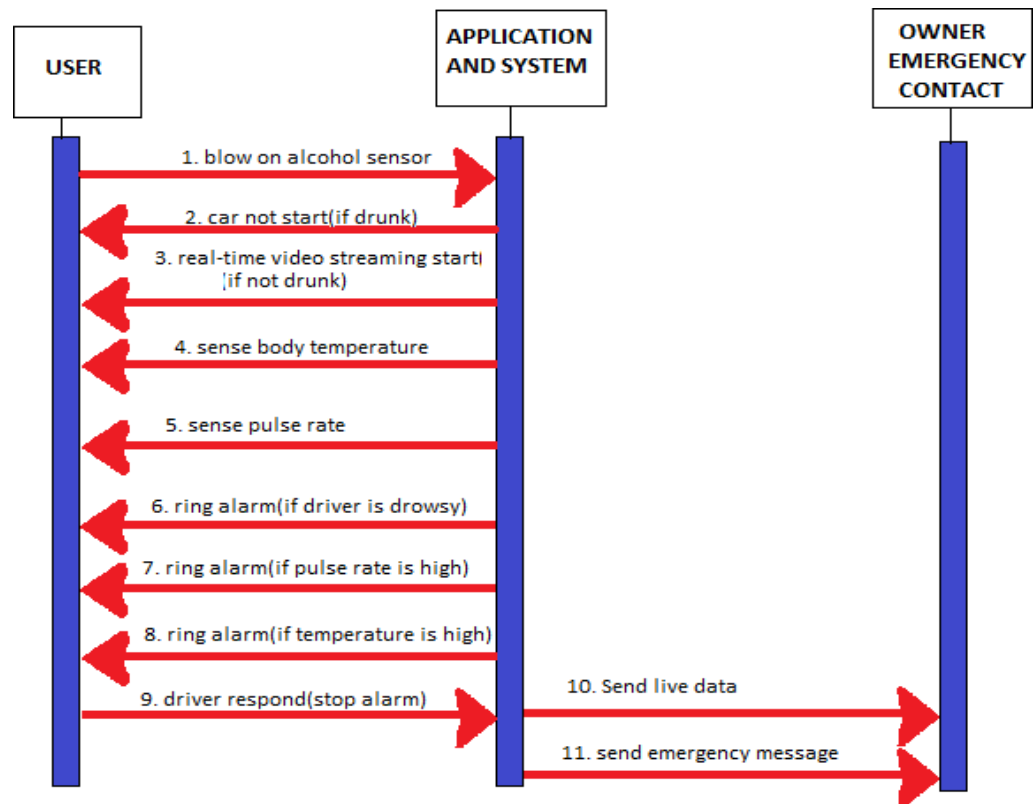 USER
APPLICATION
AND SYSTEM
OWNER
EMERGENCY
CONTACT
1. blow on alcohol sensor
2. car not start(if drunk)
3. real-time video streaming start(
(if not drunk)
4. sense body temperature
5. sense pulse rate
6. ring alarm(if driver is drowsy)
7. ring alarm(if pulse rate is high)
8. ring alarm(if temperature is high)
9. driver respond(stop alarm)
10. Send live data
11. send emergency message